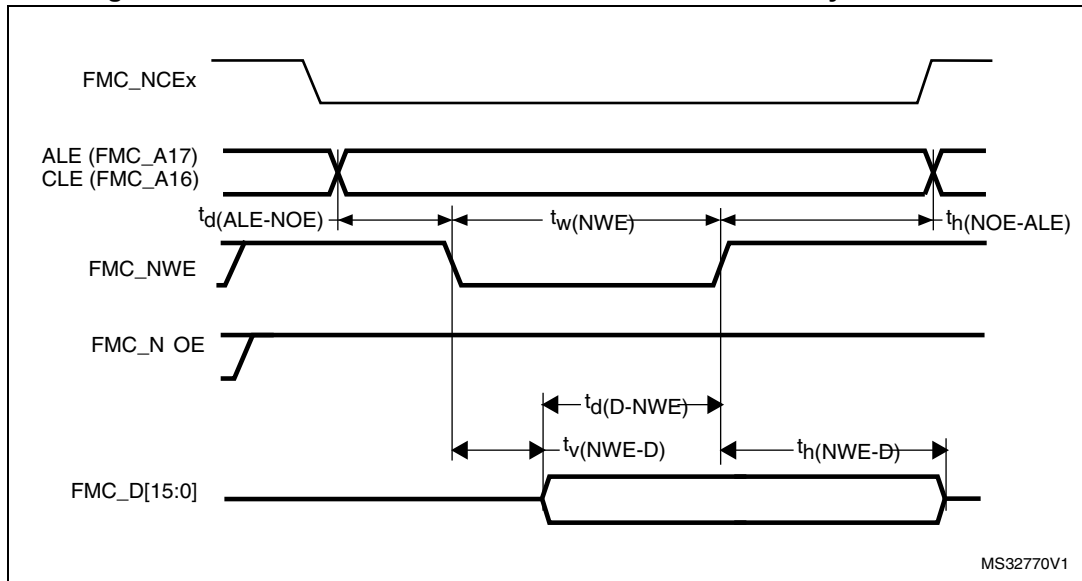 FMC_NCEx
ALE (FMC_A17)
CLE (FMC_A16)
td(ALE-NOE)
tw(NWE)
th(NOE-ALE)
FMC_NWE
FMC_N OE
td(D-NWE)
tv(NWE-D)
th(NWE-D)
FMC_D[15:0]
MS32770V1